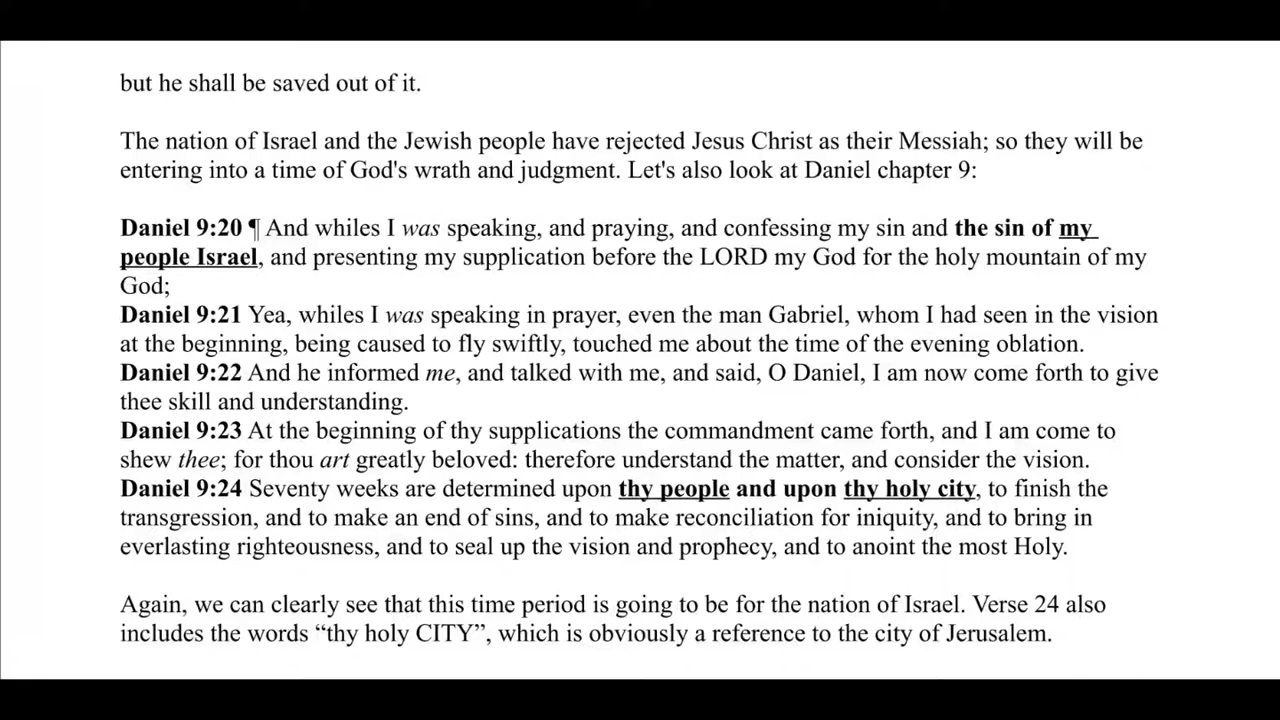 but he shall be saved out of it.
The nation of Israel and the Jewish people have rejected Jesus Christ as their Messiah; so they will be
entering into a time of God's wrath and judgment. Let's also look at Daniel chapter 9:
Daniel 9:20 ¶ And whiles I was speaking, and praying, and confessing my sin and the sin of my
people Israel, and presenting my supplication before the LORD my God for the holy mountain of my
God;
Daniel 9:21 Yea, whiles I was speaking in prayer, even the man Gabriel, whom I had seen in the vision
at the beginning, being caused to fly swiftly, touched me about the time of the evening oblation.
Daniel 9:22 And he informed me, and talked with me, and said, O Daniel, I am now come forth to give
thee skill and understanding.
Daniel 9:23 At the beginning of thy supplications the commandment came forth, and I am come to
shew thee; for thou art greatly beloved: therefore understand the matter, and consider the vision.
Daniel 9:24 Seventy weeks are determined upon thy people and upon thy holy city, to finish the
transgression, and to make an end of sins, and to make reconciliation for iniquity, and to bring in
everlasting righteousness, and to seal up the vision and prophecy, and to anoint the most Holy.
Again, we can clearly see that this time period is going to be for the nation of Israel. Verse 24 also
includes the words “thy holy CITY”, which is obviously a reference to the city of Jerusalem.